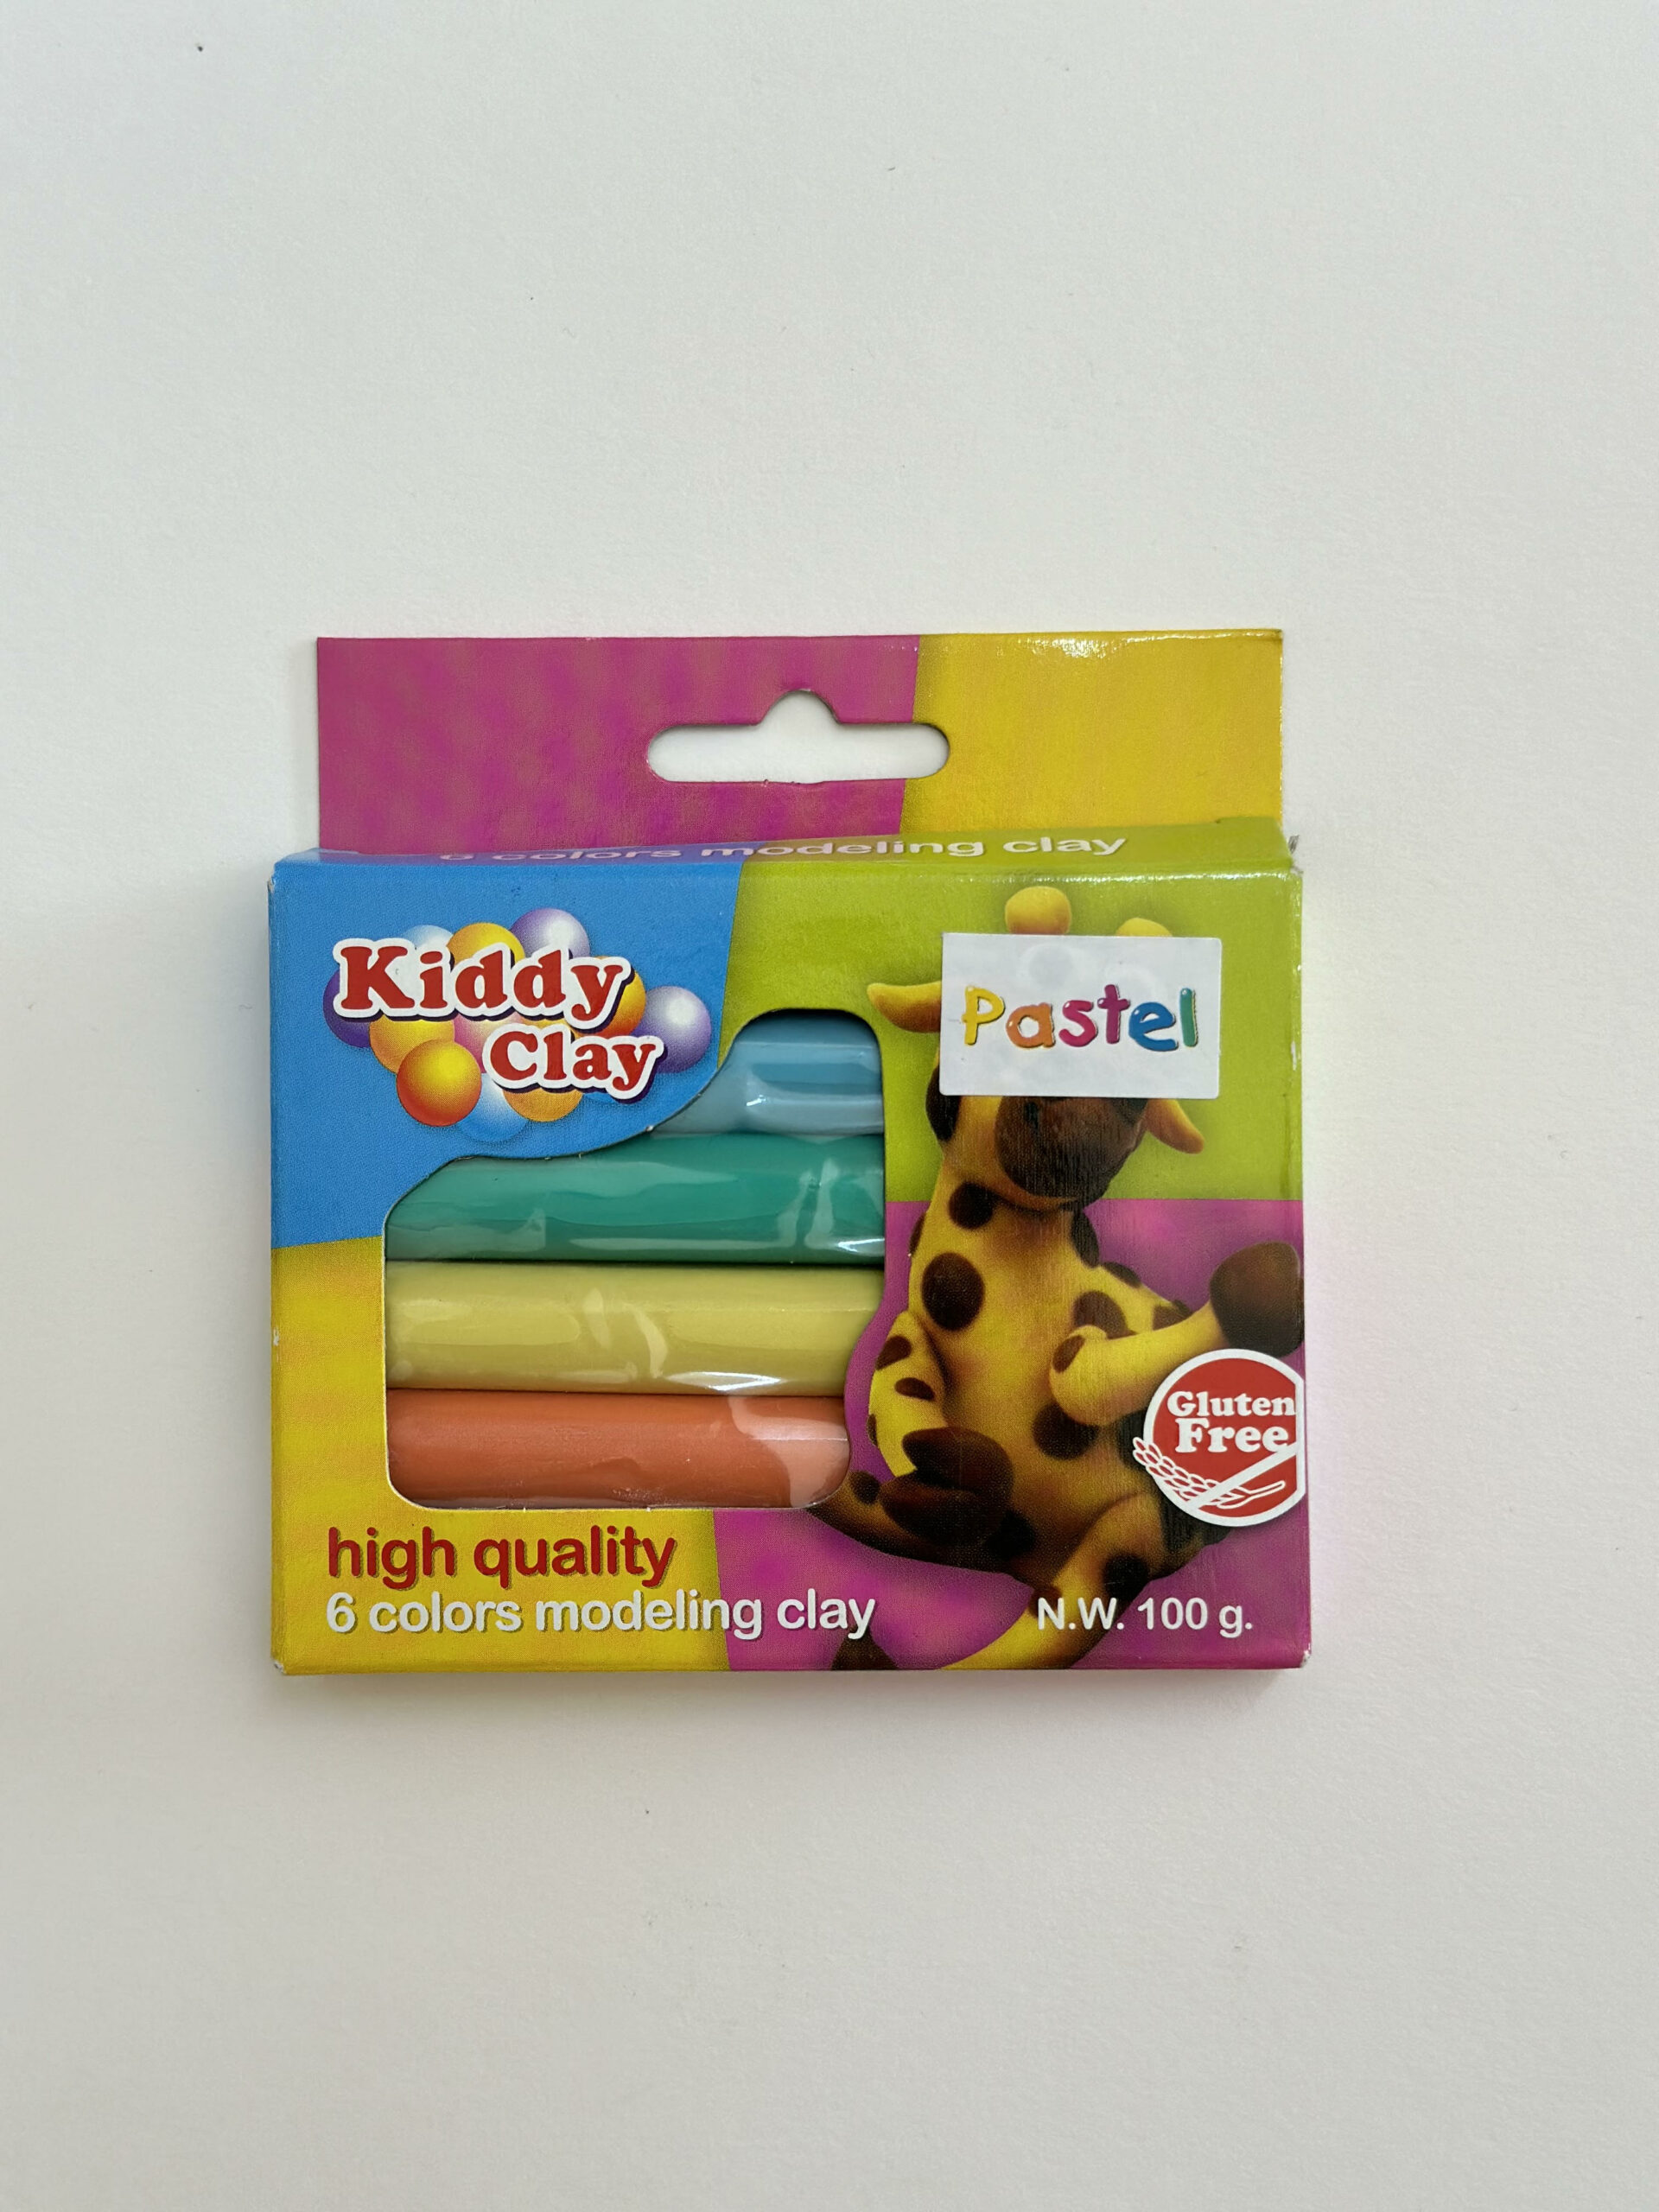 6 colors modeling clay
Kiddy
Clay
Pastel
Gluten
Free
high quality
6 colors modeling clay
N.W. 100 g.